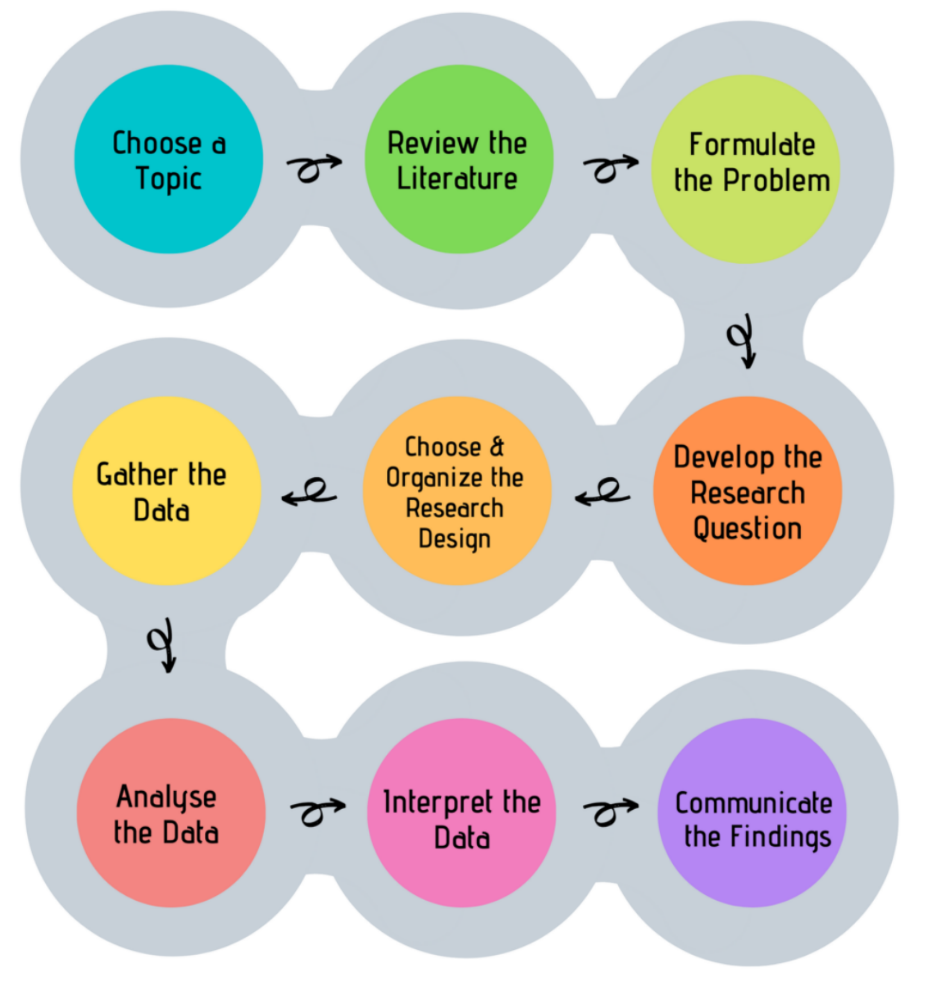 Choose a
Topic
Review the
Literature
Formulate
the Problem
Develop the
Research
Question
Choose &
Organize the
Research
Design
Gather the
Data
Analyse
the Data
Interpret the
Data
Communicate
the Findings